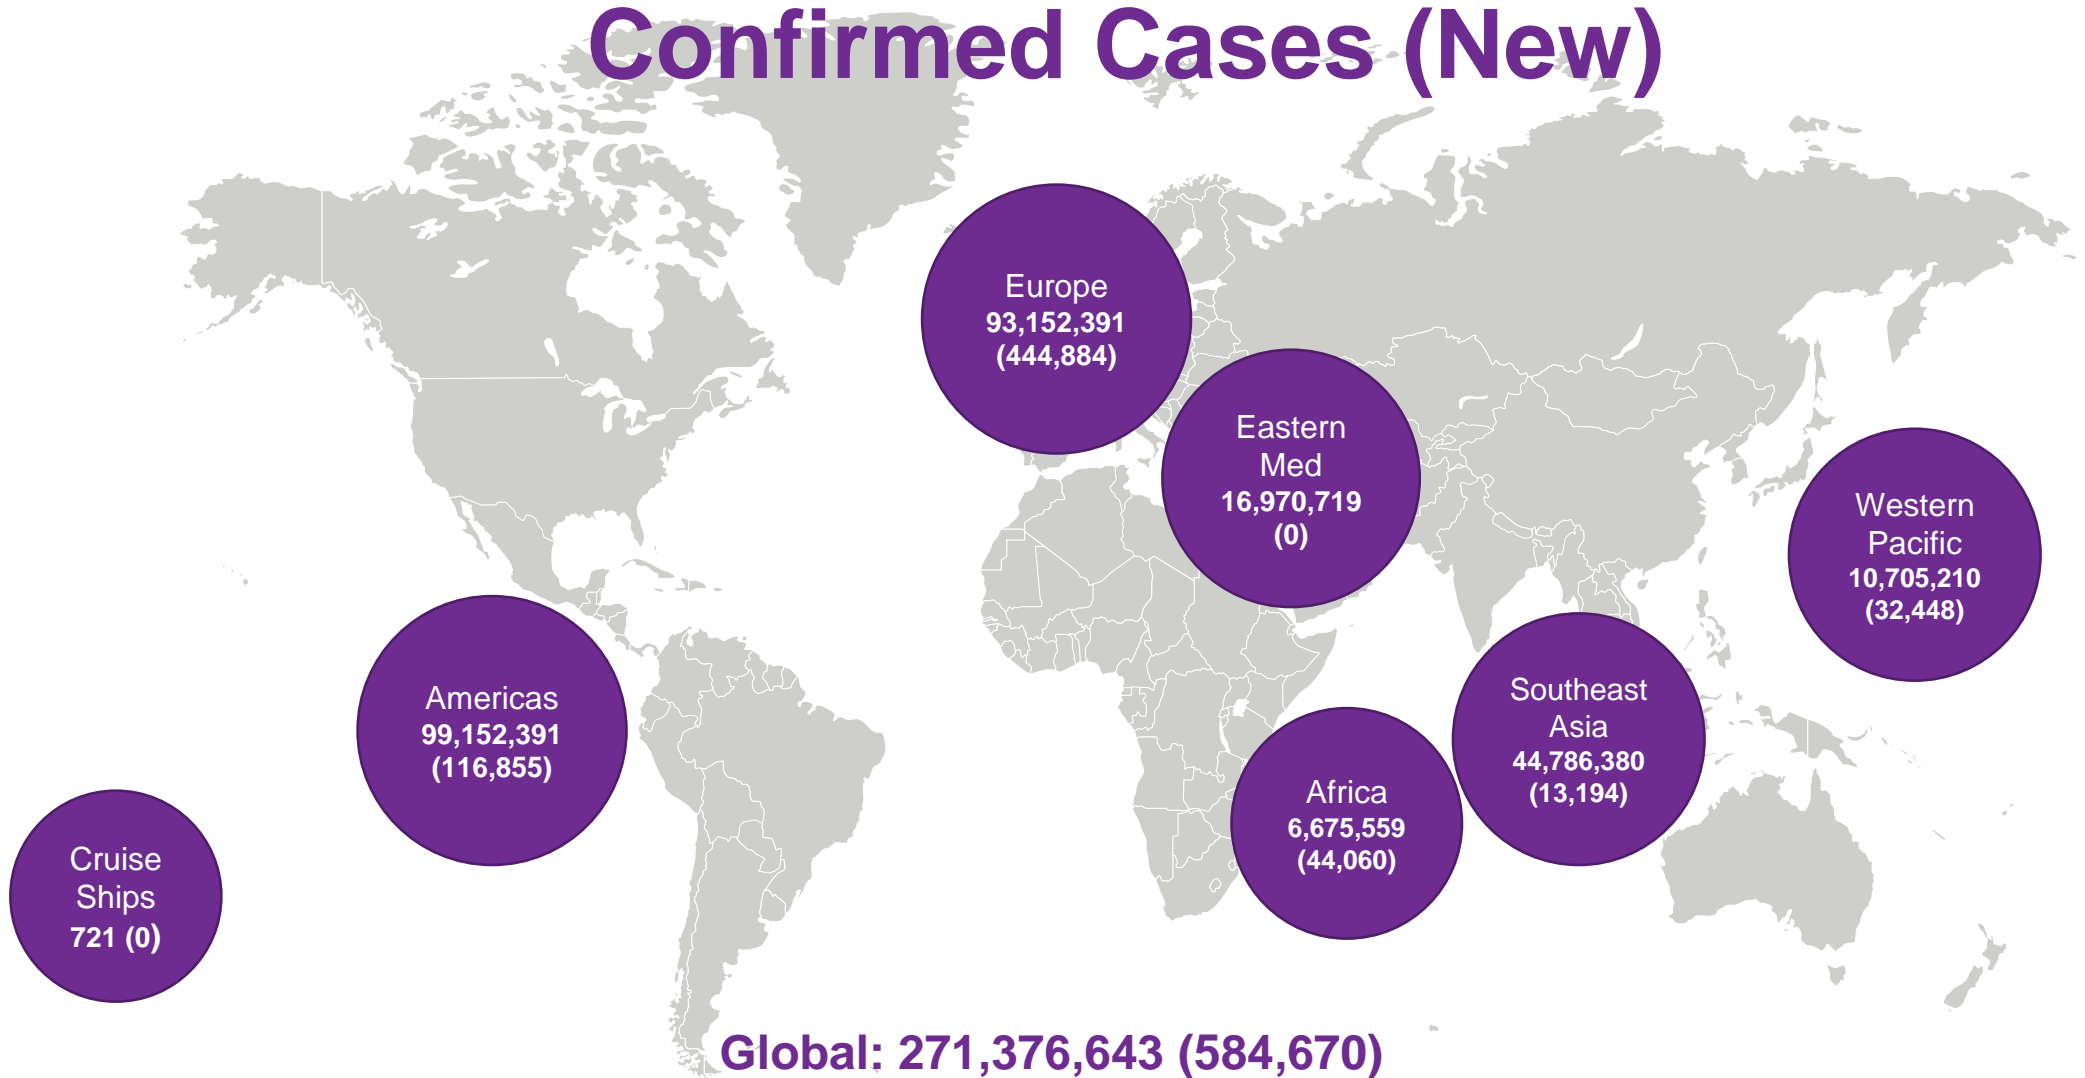 Confirmed Cases (New)
Europe
93,152,391
(444,884)
Eastern
Med
16,970,719
(0)
Western
Pacific
10,705,210
(32,448)
Americas
99,152,391
(116,855)
Southeast
Asia
44,786,380
(13,194)
Africa
6,675,559
(44,060)
Cruise
Ships
721 (0)
Global: 271,376,643 (584,670)